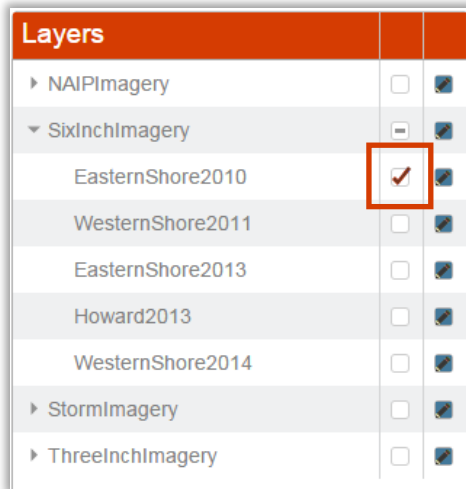 Layers
NAIPImagery
SixInchImagery
EasternShore2010
WesternShore2011
EasternShore2013
Howard2013
WesternShore2014
StormImagery
ThreeInchImagery